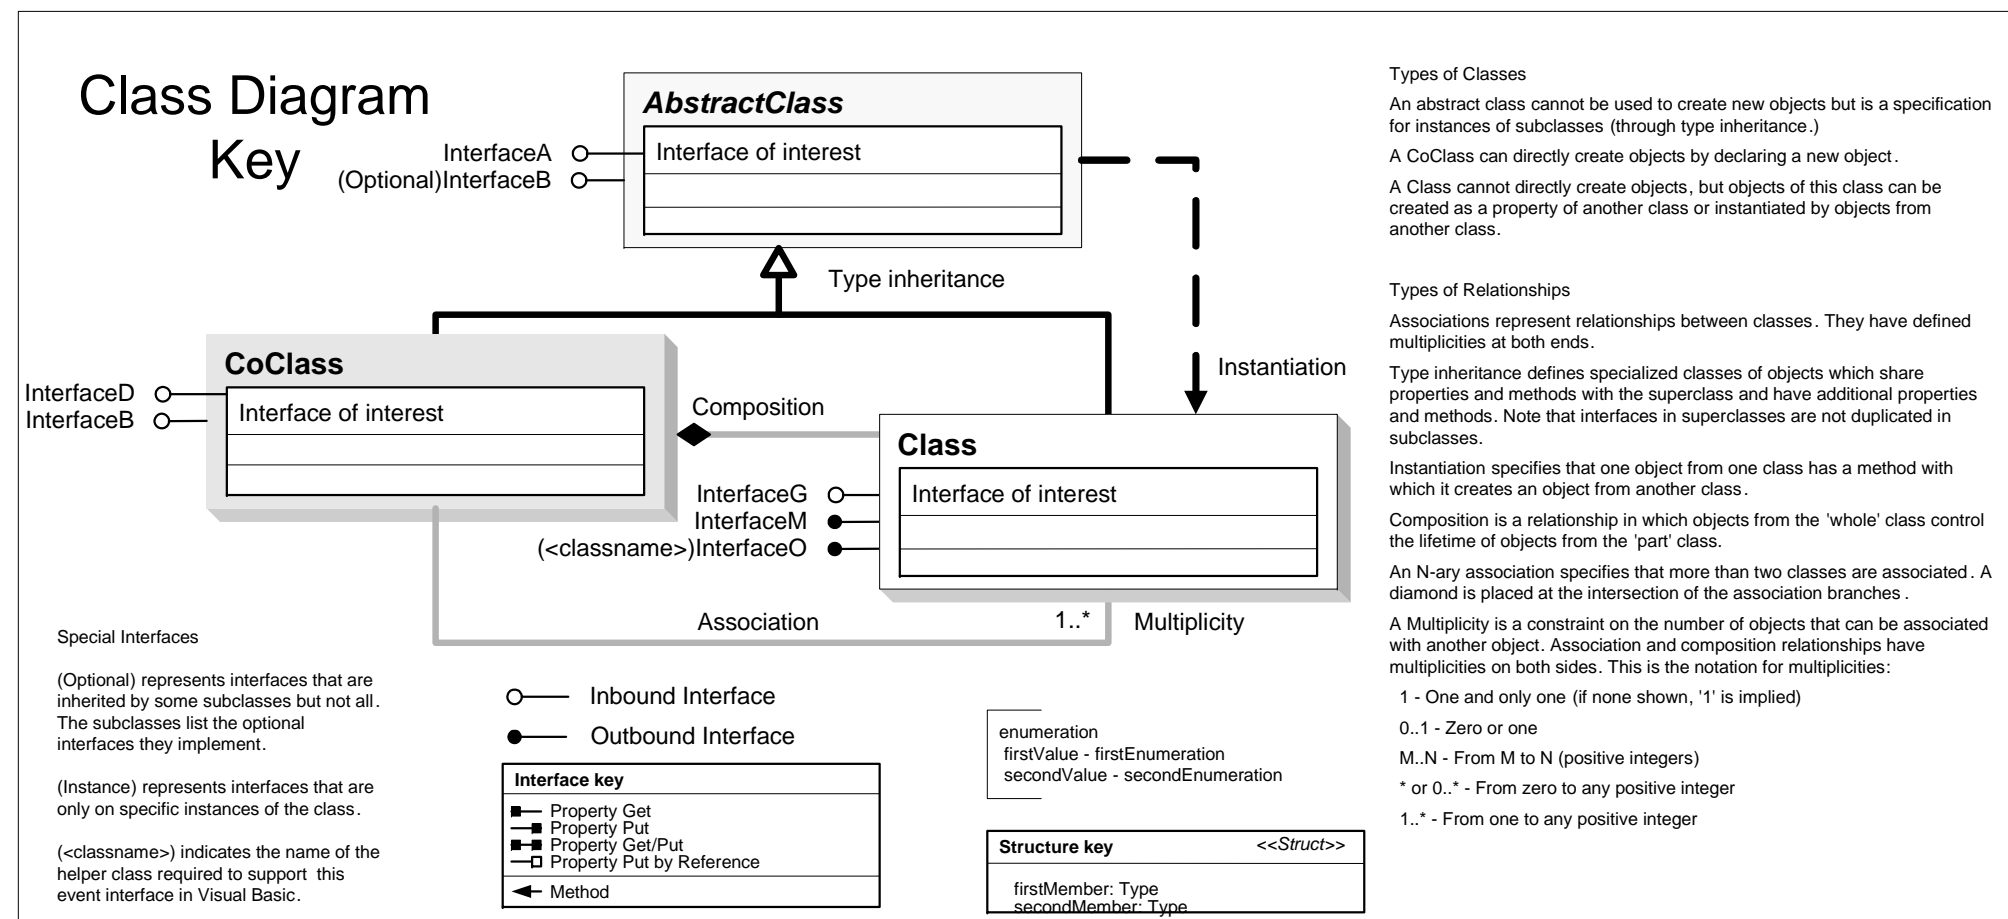 Class Diagram
Key
AbstractClass
Interface of interest
InterfaceA
(Optional)InterfaceB
Type inheritance
Instantiation
CoClass
Interface of interest
InterfaceD
InterfaceB
Composition
Class
Interface of interest
InterfaceG
InterfaceM
(<classname>)InterfaceO
Association
1..*
Multiplicity
Special Interfaces
(Optional) represents interfaces that are
inherited by some subclasses but not all.
The subclasses list the optional
interfaces they implement.
(Instance) represents interfaces that are
only on specific instances of the class.
(<classname>) indicates the name of the
helper class required to support this
event interface in Visual Basic.
Inbound Interface
Outbound Interface
Interface key
Property Get
Property Put
Property Get/Put
Property Put by Reference
Method
enumeration
firstValue - firstEnumeration
secondValue - secondEnumeration
Structure key
<<Struct>>
firstMember: Type
secondMember: Type
Types of Classes
An abstract class cannot be used to create new objects but is a specification
for instances of subclasses (through type inheritance.)
A CoClass can directly create objects by declaring a new object.
A Class cannot directly create objects, but objects of this class can be
created as a property of another class or instantiated by objects from
another class.
Types of Relationships
Associations represent relationships between classes. They have defined
multiplicities at both ends.
Type inheritance defines specialized classes of objects which share
properties and methods with the superclass and have additional properties
and methods. Note that interfaces in superclasses are not duplicated in
subclasses.
Instantiation specifies that one object from one class has a method with
which it creates an object from another class.
Composition is a relationship in which objects from the 'whole' class control
the lifetime of objects from the 'part' class.
An N-ary association specifies that more than two classes are associated. A
diamond is placed at the intersection of the association branches.
A Multiplicity is a constraint on the number of objects that can be associated
with another object. Association and composition relationships have
multiplicities on both sides. This is the notation for multiplicities:
1 - One and only one (if none shown, '1' is implied)
0..1 - Zero or one
M..N - From M to N (positive integers)
* or 0..* - From zero to any positive integer
1..* - From one to any positive integer